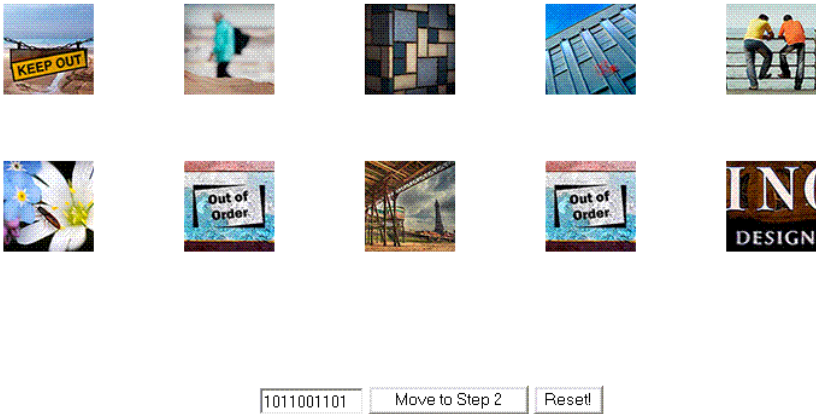 KEEP OUT
Out of
Order
Out of
Order
DESIGN
1011001101
Move to Step 2
Reset!